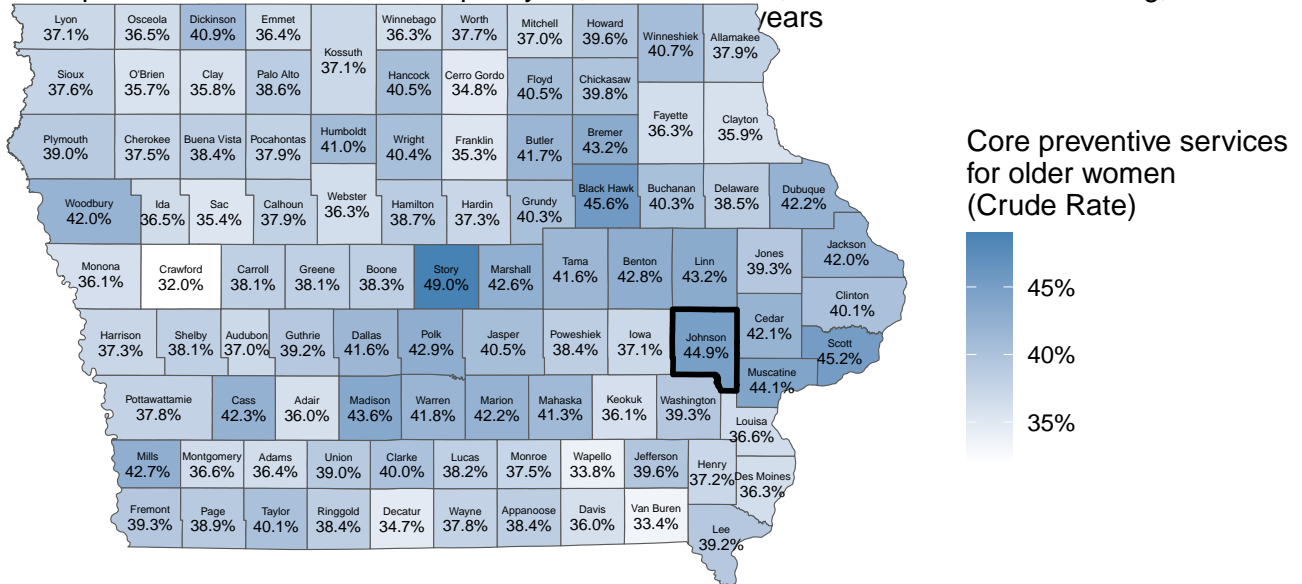 years
Lyon
37.1%
Osceola
36.5%
Dickinson
40.9%
Emmet
36.4%
Kossuth
37.1%
Winnebago
36.3%
Worth
37.7%
Mitchell
37.0%
Howard
39.6%
Winneshiek
40.7%
Allamakee
37.9%
Sioux
37.6%
O'Brien
35.7%
Clay
35.8%
Palo Alto
38.6%
Hancock
40.5%
Cerro Gordo
34.8%
Floyd
40.5%
Chickasaw
39.8%
Fayette
36.3%
Clayton
35.9%
Plymouth
39.0%
Cherokee
37.5%
Buena Vista
38.4%
Pocahontas
37.9%
Humboldt
41.0%
Wright
40.4%
Franklin
35.3%
Butler
41.7%
Bremer
43.2%
Woodbury
42.0%
Ida
36.5%
Sac
35.4%
Calhoun
37.9%
Webster
36.3%
Hamilton
38.7%
Hardin
37.3%
Grundy
40.3%
Black Hawk
45.6%
Buchanan
40.3%
Delaware
38.5%
Dubuque
42.2%
Monona
36.1%
Crawford
32.0%
Carroll
38.1%
Greene
38.1%
Boone
38.3%
Story
49.0%
Marshall
42.6%
Tama
41.6%
Benton
42.8%
Linn
43.2%
Jones
39.3%
Jackson
42.0%
Clinton
40.1%
Harrison
37.3%
Shelby
38.1%
Audubon
37.0%
Guthrie
39.2%
Dallas
41.6%
Polk
42.9%
Jasper
40.5%
Poweshiek
38.4%
Iowa
37.1%
Johnson
44.9%
Cedar
42.1%
Scott
45.2%
Muscatine
44.1%
Pottawattamie
37.8%
Cass
42.3%
Adair
36.0%
Madison
43.6%
Warren
41.8%
Marion
42.2%
Mahaska
41.3%
Keokuk
36.1%
Washington
39.3%
Louisa
36.6%
Mills
42.7%
Montgomery
36.6%
Adams
36.4%
Union
39.0%
Clarke
40.0%
Lucas
38.2%
Monroe
37.5%
Wapello
33.8%
Jefferson
39.6%
Henry
37.2%
Des Moines
36.3%
Fremont
39.3%
Page
38.9%
Taylor
40.1%
Ringgold
38.4%
Decatur
34.7%
Wayne
37.8%
Appanoose
38.4%
Davis
36.0%
Van Buren
33.4%
Lee
39.2%
Core preventive services
for older women
(Crude Rate)
45%
40%
35%